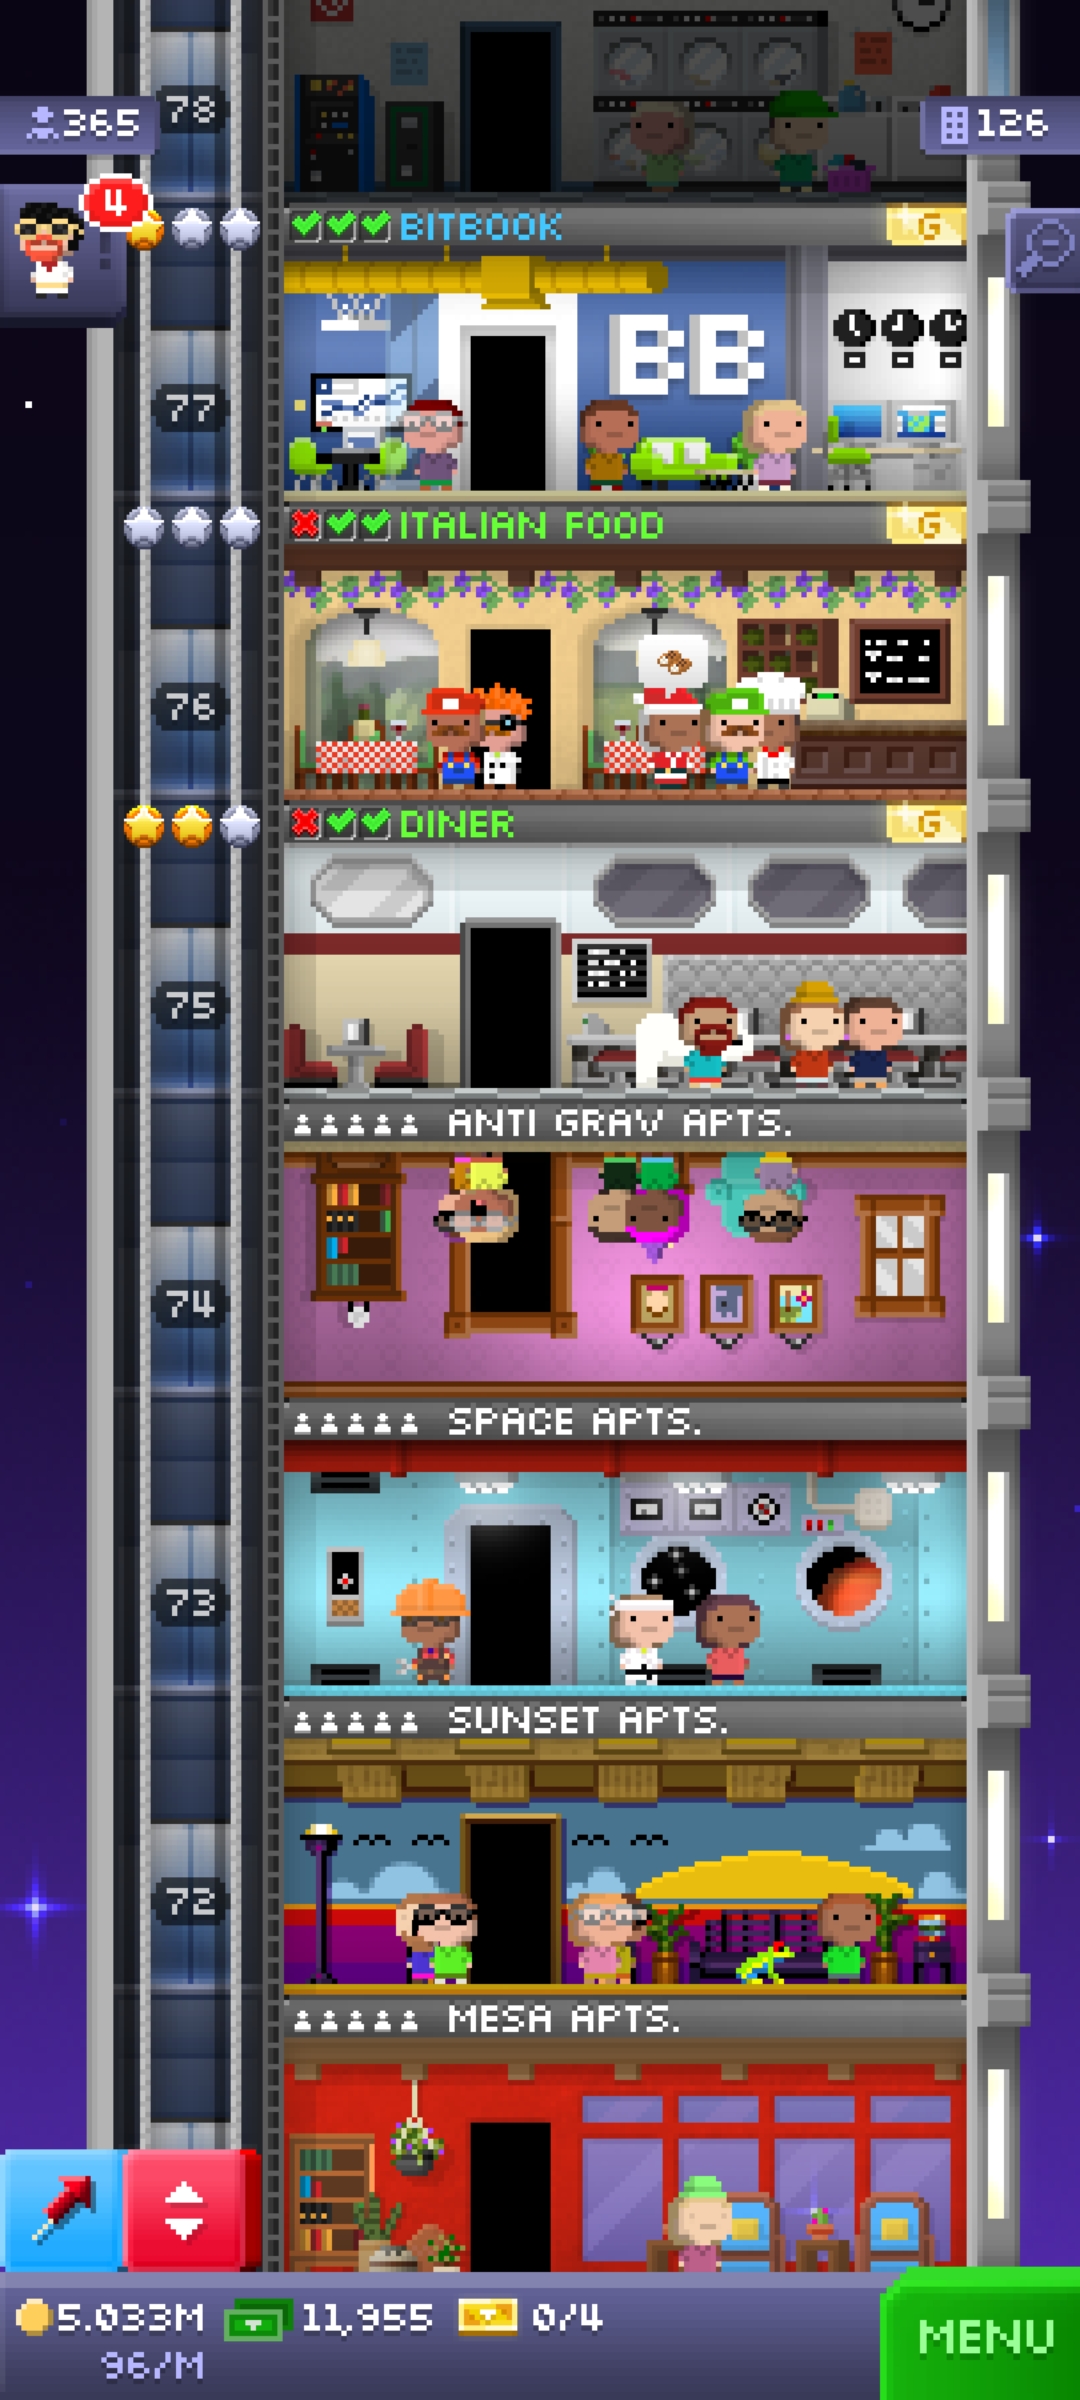 78
365
126
4
BITBOOK
G
BB
77
ITALIAN FOOD
G
76
DINER
G
75
ANTI GRAV APTS.
74
SPACE APTS.
73
SUNSET APTS.
72
MESA APTS.
5.033M
11,955
0/4
MENU
96/M